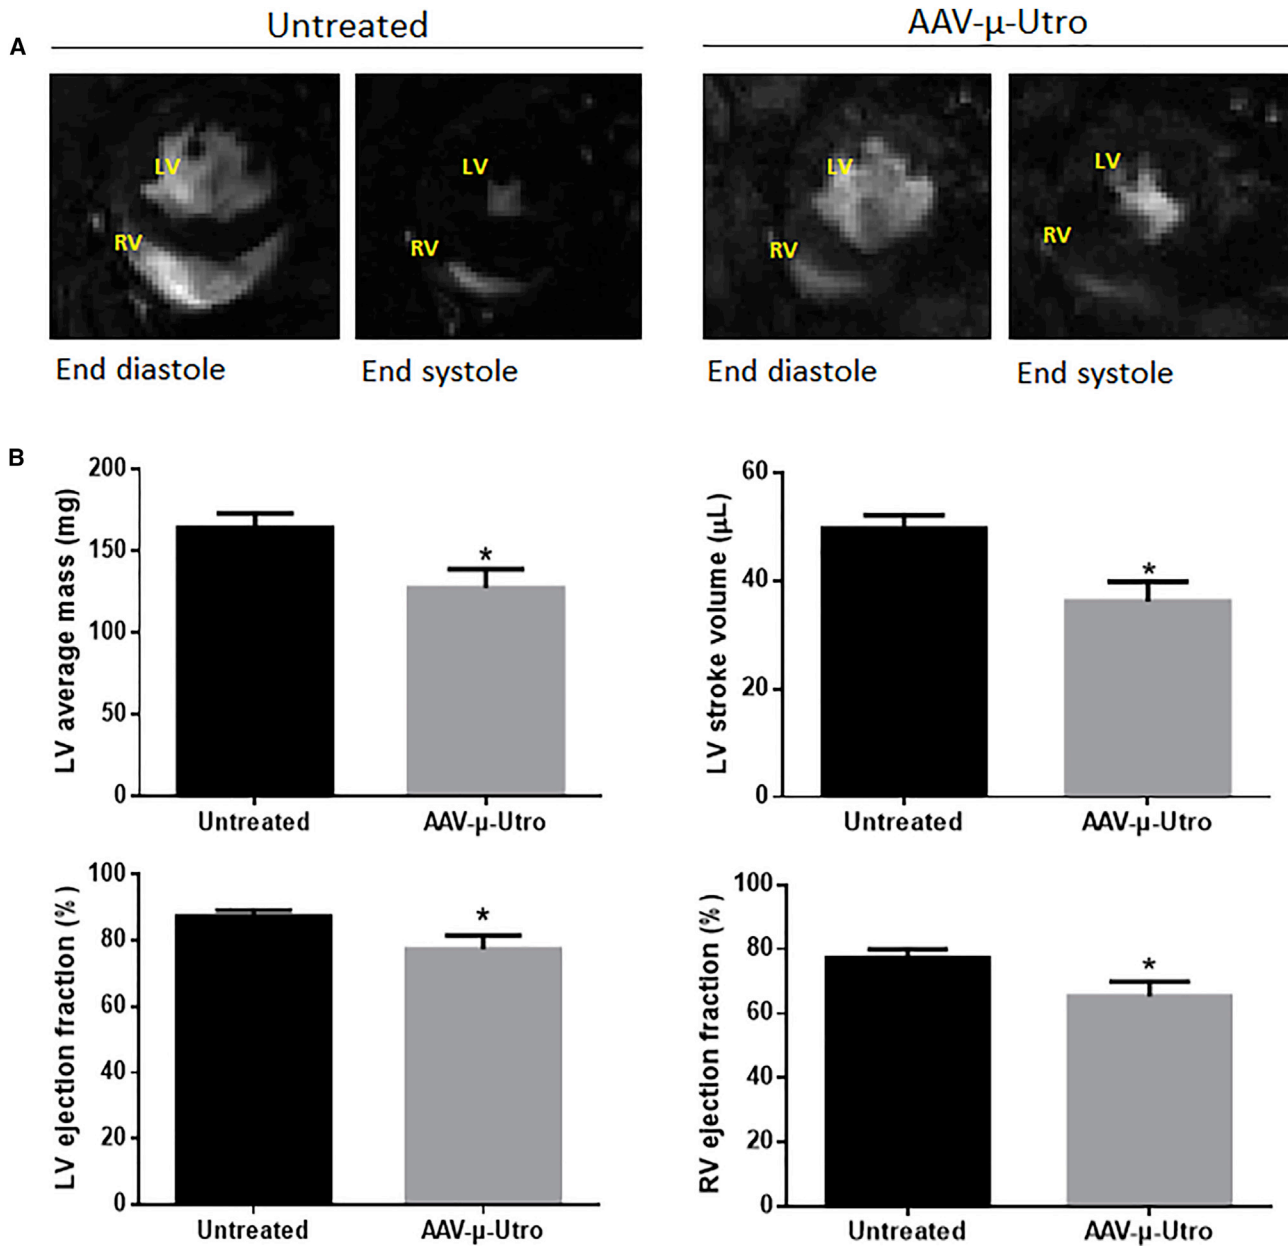 A
Untreated
AAV-μ-Utro
LV
RV
LV
RV
LV
RV
LV
RV
End diastole
End systole
End diastole
End systole
B
LV average mass (mg)
200
150
100
50
0
*
Untreated
AAV-μ-Utro
LV stroke volume (μL)
60
40
20
0
*
Untreated
AAV-μ-Utro
LV ejection fraction (%)
100
80
60
40
20
0
*
Untreated
AAV-μ-Utro
RV ejection fraction (%)
100
80
60
40
20
0
*
Untreated
AAV-μ-Utro